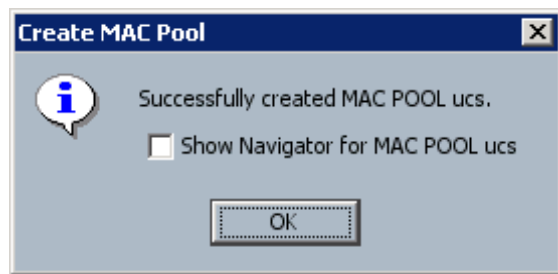 Create MAC Pool
Successfully created MAC POOL ucs.
Show Navigator for MAC POOL ucs
OK